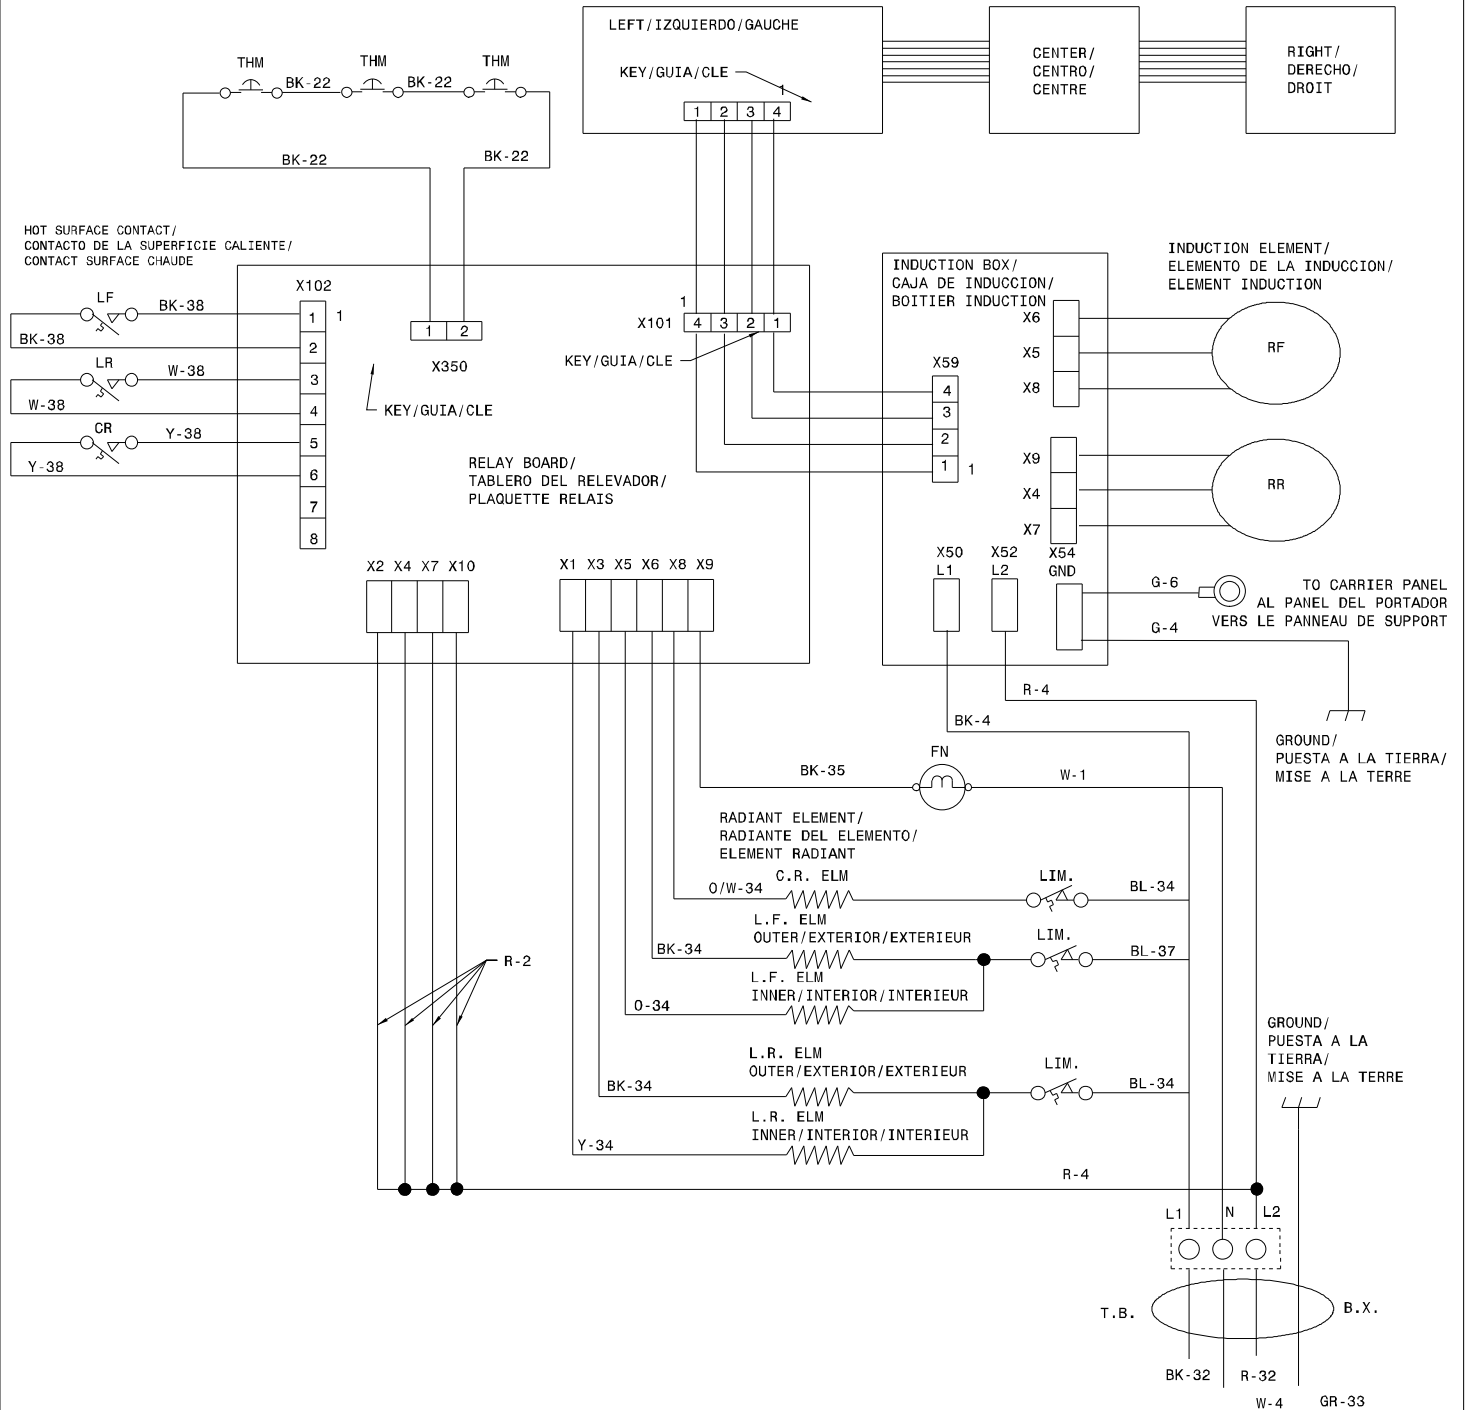 LEFT/IZQUIERDO/GAUCHE
KEY/GUIA/CLE
1
1 2 3 4
CENTER/
CENTRO/
CENTRE
RIGHT/
DERECHO/
DROIT
THM
THM
THM
BK-22
BK-22
BK-22
BK-22
HOT SURFACE CONTACT/
CONTACTO DE LA SUPERFICIE CALIENTE/
CONTACT SURFACE CHAUDE
LF
BK-38
BK-38
LR
W-38
W-38
CR
Y-38
Y-38
X102
1
1
2
3
4
5
6
7
8
1 2
X350
KEY/GUIA/CLE
1
X101
4 3 2 1
KEY/GUIA/CLE
RELAY BOARD/
TABLERO DEL RELEVADOR/
PLAQUETTE RELAIS
X2 X4 X7 X10
X1 X3 X5 X6 X8 X9
INDUCTION BOX/
CAJA DE INDUCCION/
BOITIER INDUCTION
X6
X5
X8
X59
4
3
2
1
1
X9
X4
X7
X50
L1
X52
L2
X54
GND
INDUCTION ELEMENT/
ELEMENTO DE LA INDUCCION/
ELEMENT INDUCTION
RF
RR
G-6
TO CARRIER PANEL
AL PANEL DEL PORTADOR
VERS LE PANNEAU DE SUPPORT
G-4
R-4
BK-4
GROUND/
PUESTA A LA TIERRA/
MISE A LA TERRE
FN
BK-35
W-1
RADIANT ELEMENT/
RADIANTE DEL ELEMENTO/
ELEMENT RADIANT
C.R. ELM
O/W-34
LIM.
BL-34
L.F. ELM
OUTER/EXTERIOR/EXTERIEUR
BK-34
LIM.
BL-37
L.F. ELM
INNER/INTERIOR/INTERIEUR
O-34
R-2
L.R. ELM
OUTER/EXTERIOR/EXTERIEUR
BK-34
LIM.
BL-34
L.R. ELM
INNER/INTERIOR/INTERIEUR
Y-34
R-4
GROUND/
PUESTA A LA
TIERRA/
MISE A LA TERRE
L1 N L2
T.B.
B.X.
BK-32
R-32
W-4
GR-33